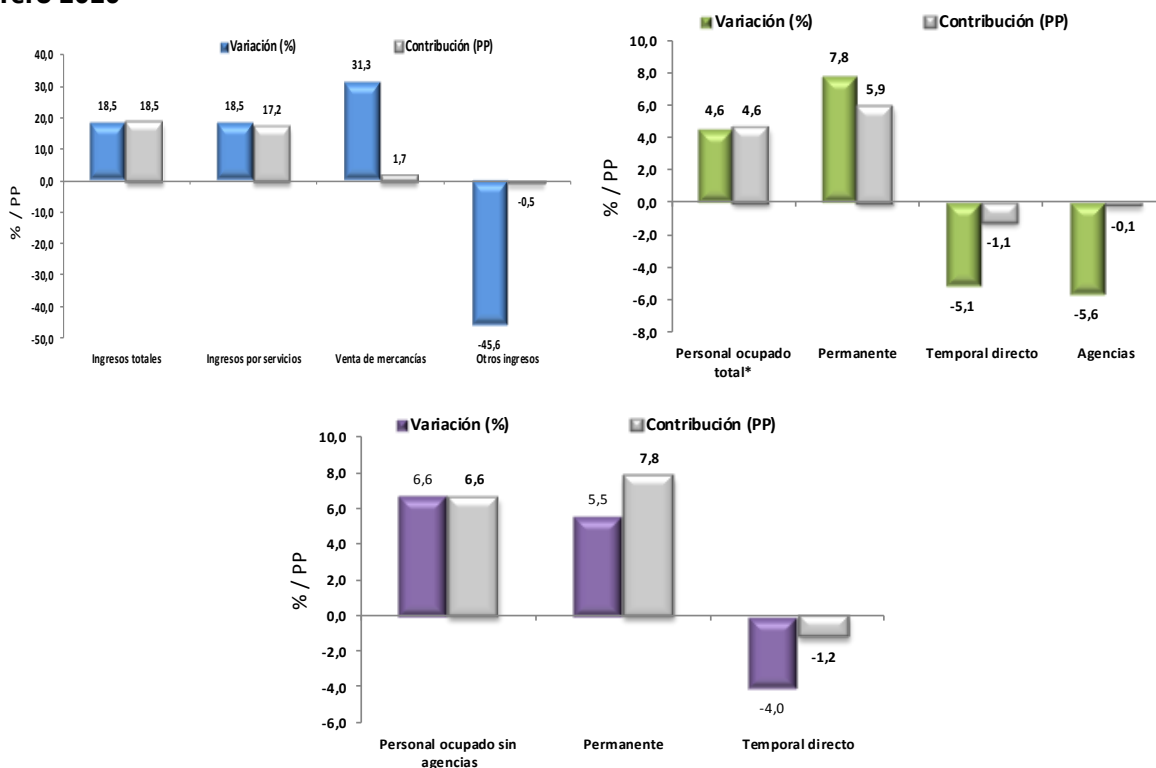 2020
Variación (%)
Contribución (PP)
40,0
30,0
20,0
10,0
0,0
-10,0
-20,0
-30,0
-40,0
-50,0
% / PP
18,5
18,5
18,5
17,2
31,3
1,7
-45,6
-0,5
Ingresos totales
Ingresos por servicios
Venta de mercancías
Otros ingresos
Variación (%)
Contribución (PP)
10,0
8,0
6,0
4,0
2,0
0,0
-2,0
-4,0
-6,0
-8,0
% / PP
4,6
4,6
7,8
5,9
-5,1
-1,1
-5,6
-0,1
Personal ocupado
total*
Permanente
Temporal directo
Agencias
Variación (%)
Contribución (PP)
10,0
8,0
6,0
4,0
2,0
0,0
-2,0
-4,0
-6,0
% / PP
6,6
6,6
5,5
7,8
-4,0
-1,2
Personal ocupado sin
agencias
Permanente
Temporal directo